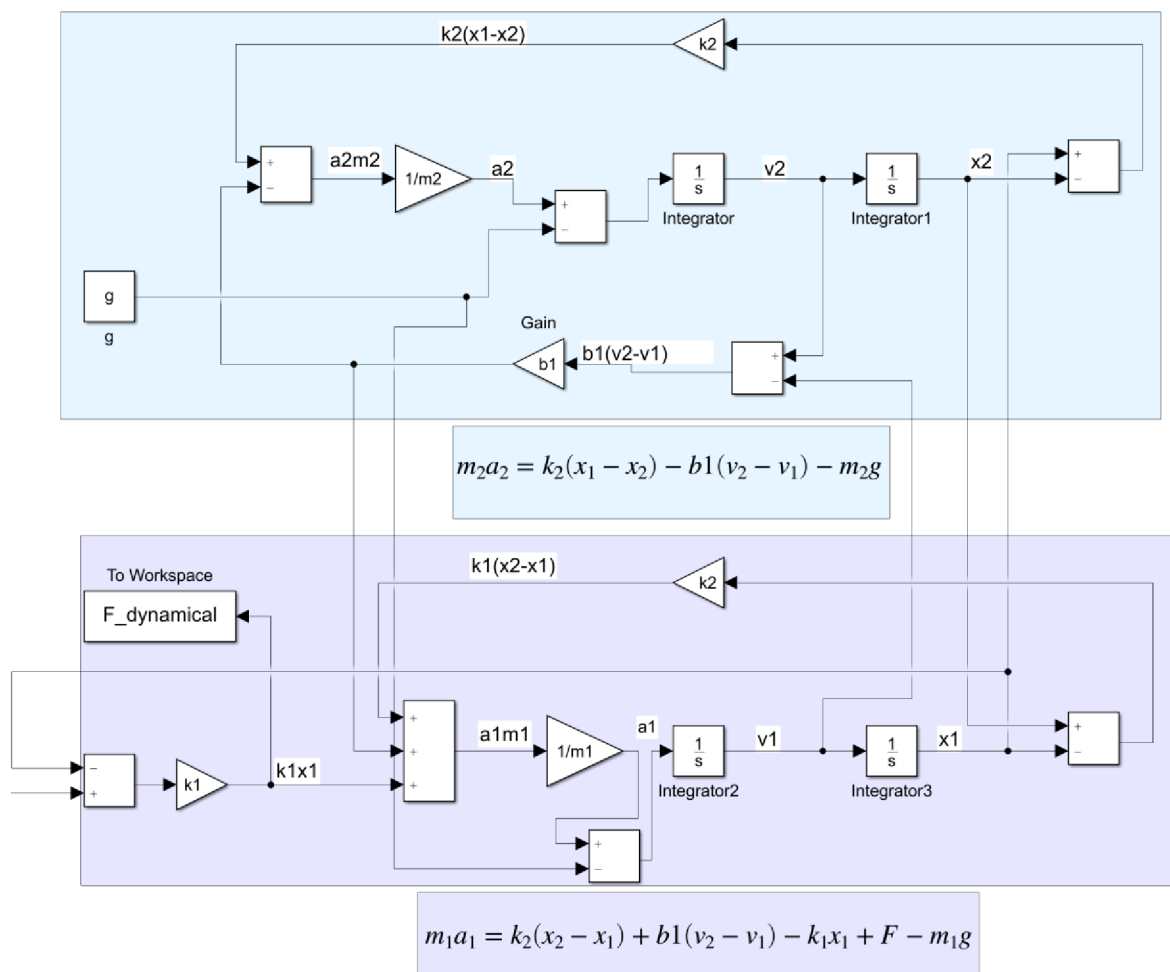 k2(x1-x2)
k2
+
−
a2m2
1/m2
a2
+
−
1
s
Integrator
v2
1
s
Integrator1
x2
+
−
g
g
Gain
b1
b1(v2-v1)
+
−
m₂a₂ = k₂(x₁ − x₂) − b1(v₂ − v₁) − m₂g
k1(x2-x1)
k2
To Workspace
F_dynamical
−
+
k1
k1x1
+
+
+
a1m1
1/m1
a1
+
−
1
s
Integrator2
v1
1
s
Integrator3
x1
+
−
m₁a₁ = k₂(x₂ − x₁) + b1(v₂ − v₁) − k₁x₁ + F − m₁g